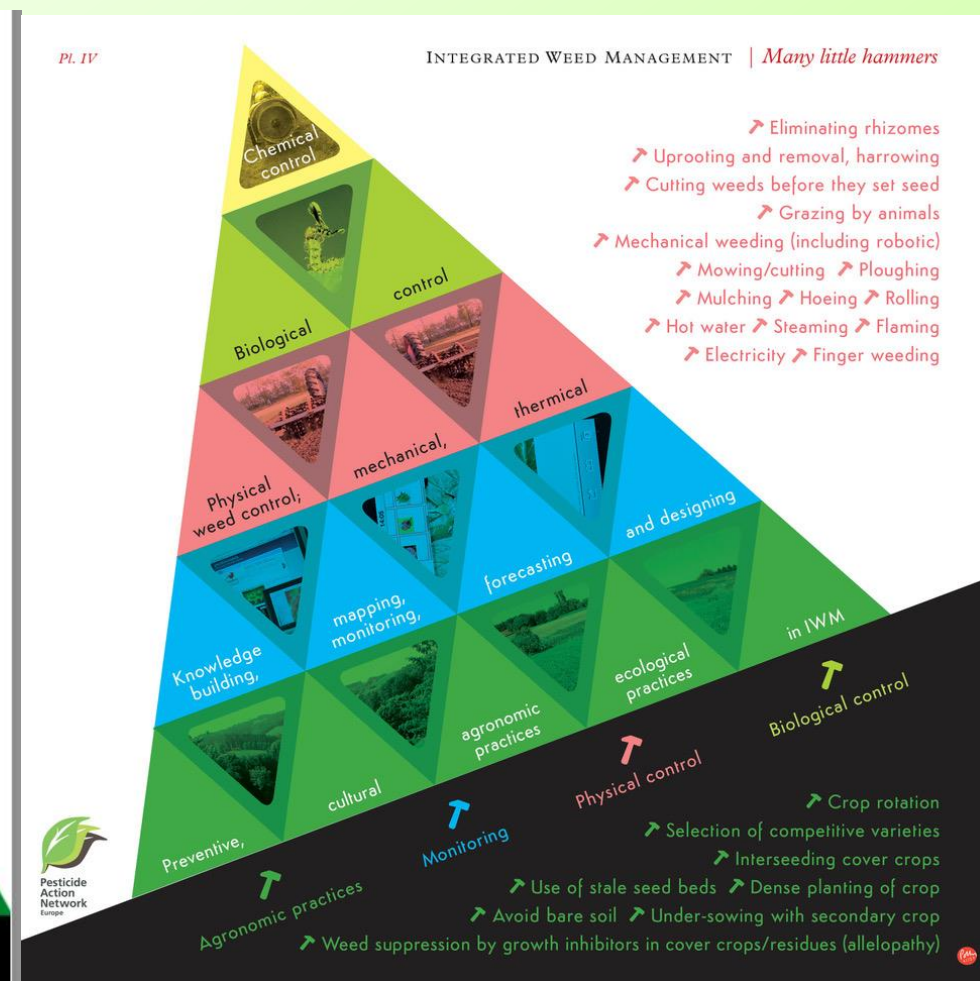 Pl. IV
INTEGRATED WEED MANAGEMENT | Many little hammers
Eliminating rhizomes
Uprooting and removal, harrowing
Cutting weeds before they set seed
Grazing by animals
Mechanical weeding (including robotic)
Mowing/cutting Ploughing
Mulching Hoeing Rolling
Hot water Steaming Flaming
Electricity Finger weeding
Chemical
control
Biological
control
Physical
weed control;
mechanical,
thermical
Knowledge
building,
mapping,
monitoring,
forecasting
and designing
Preventive,
cultural
agronomic
practices
ecological
practices
in IWM
Agronomic practices
Monitoring
Physical control
Biological control
Crop rotation
Selection of competitive varieties
Interseeding cover crops
Use of stale seed beds Dense planting of crop
Avoid bare soil Under-sowing with secondary crop
Weed suppression by growth inhibitors in cover crops/residues (allelopathy)
Pesticide
Action
Network
Europe